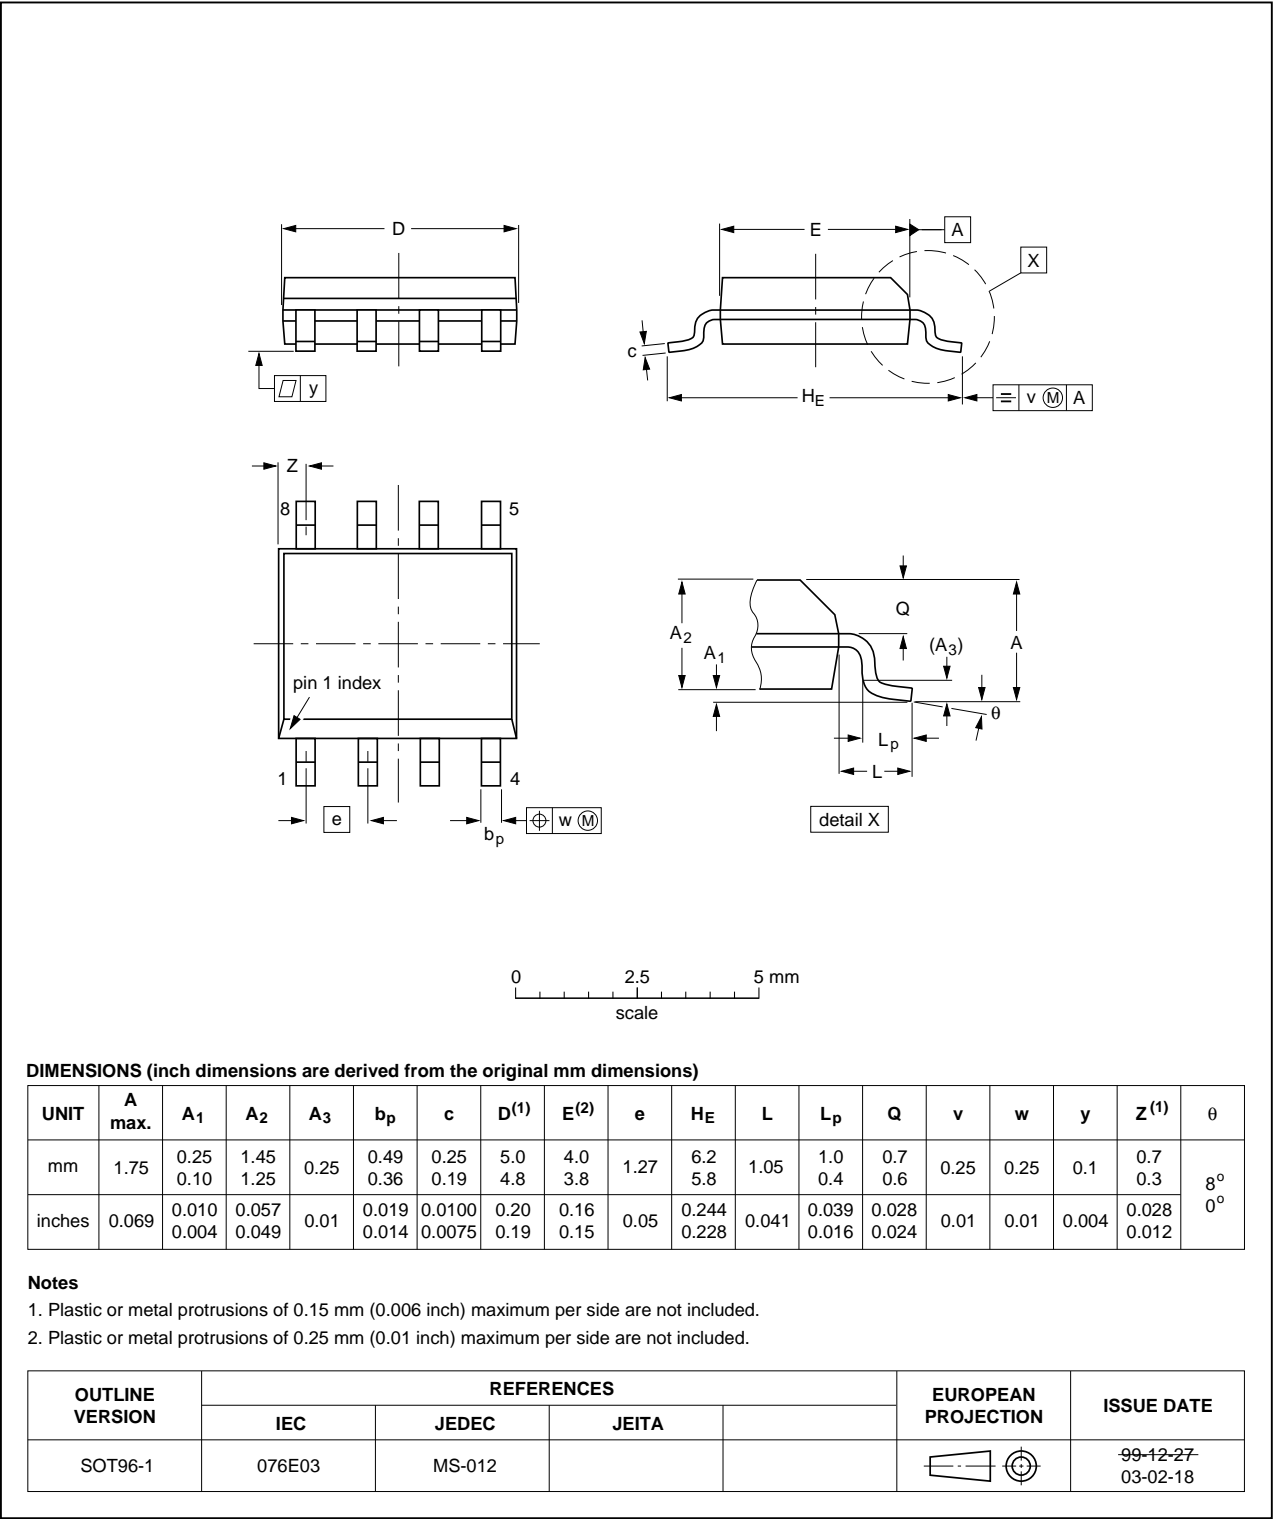 D
E
A
X
c
y
HE
v M A
Z
8
5
pin 1 index
1
4
e
bp
w M
Q
A2
A1
(A3)
A
θ
Lp
L
detail X
0 2.5 5 mm
scale
DIMENSIONS (inch dimensions are derived from the original mm dimensions)
UNIT A max. A1 A2 A3 bp c D(1) E(2) e HE L Lp Q v w y Z(1) θ
mm 1.75 0.25 0.10 1.45 1.25 0.25 0.49 0.36 0.25 0.19 5.0 4.8 4.0 3.8 1.27 6.2 5.8 1.05 1.0 0.4 0.7 0.6 0.25 0.25 0.1 0.7 0.3 8° 0°
inches 0.069 0.010 0.004 0.057 0.049 0.01 0.019 0.014 0.0100 0.0075 0.20 0.19 0.16 0.15 0.05 0.244 0.228 0.041 0.039 0.016 0.028 0.024 0.01 0.01 0.004 0.028 0.012
Notes
1. Plastic or metal protrusions of 0.15 mm (0.006 inch) maximum per side are not included.
2. Plastic or metal protrusions of 0.25 mm (0.01 inch) maximum per side are not included.
OUTLINE VERSION REFERENCES EUROPEAN PROJECTION ISSUE DATE
IEC JEDEC JEITA
SOT96-1 076E03 MS-012 99-12-27
03-02-18